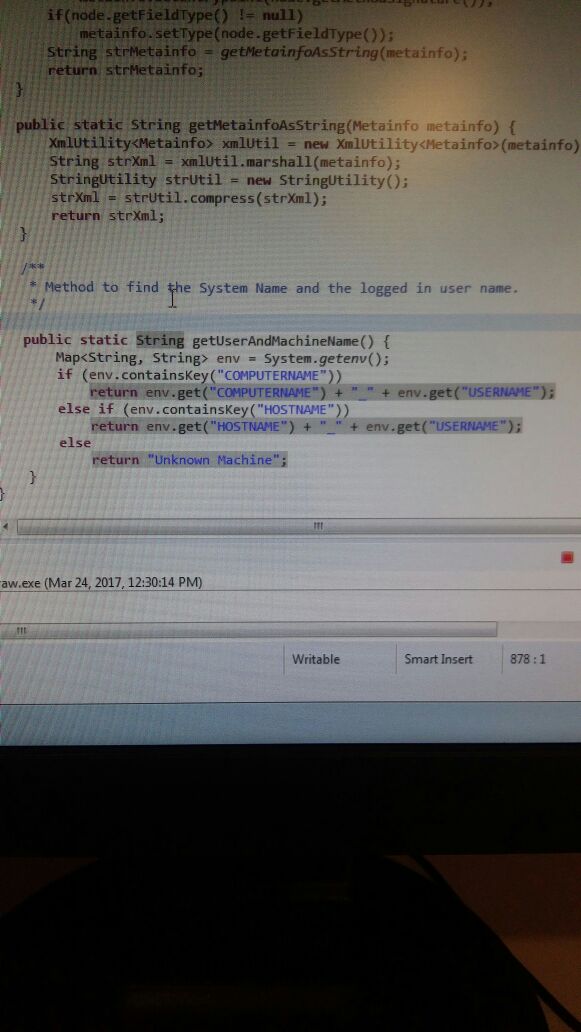 if(node.getFieldType() != null)
metainfo.setType(node.getFieldType());
String strMetainfo = getMetainfoAsString(metainfo);
return strMetainfo;
}
public static String getMetainfoAsString(Metainfo metainfo) {
XmlUtility<Metainfo> xmlUtil = new XmlUtility<Metainfo>(metainfo)
String strXml = xmlUtil.marshall(metainfo);
StringUtility strUtil = new StringUtility();
strXml = strUtil.compress(strXml);
return strXml;
}
/**
* Method to find the System Name and the logged in user name.
*/
public static String getUserAndMachineName() {
Map<String, String> env = System.getenv();
if (env.containsKey("COMPUTERNAME"))
return env.get("COMPUTERNAME") + "_" + env.get("USERNAME");
else if (env.containsKey("HOSTNAME"))
return env.get("HOSTNAME") + "_" + env.get("USERNAME");
else
return "Unknown Machine";
}
}
aw.exe (Mar 24, 2017, 12:30:14 PM)
Writable Smart Insert 878 : 1